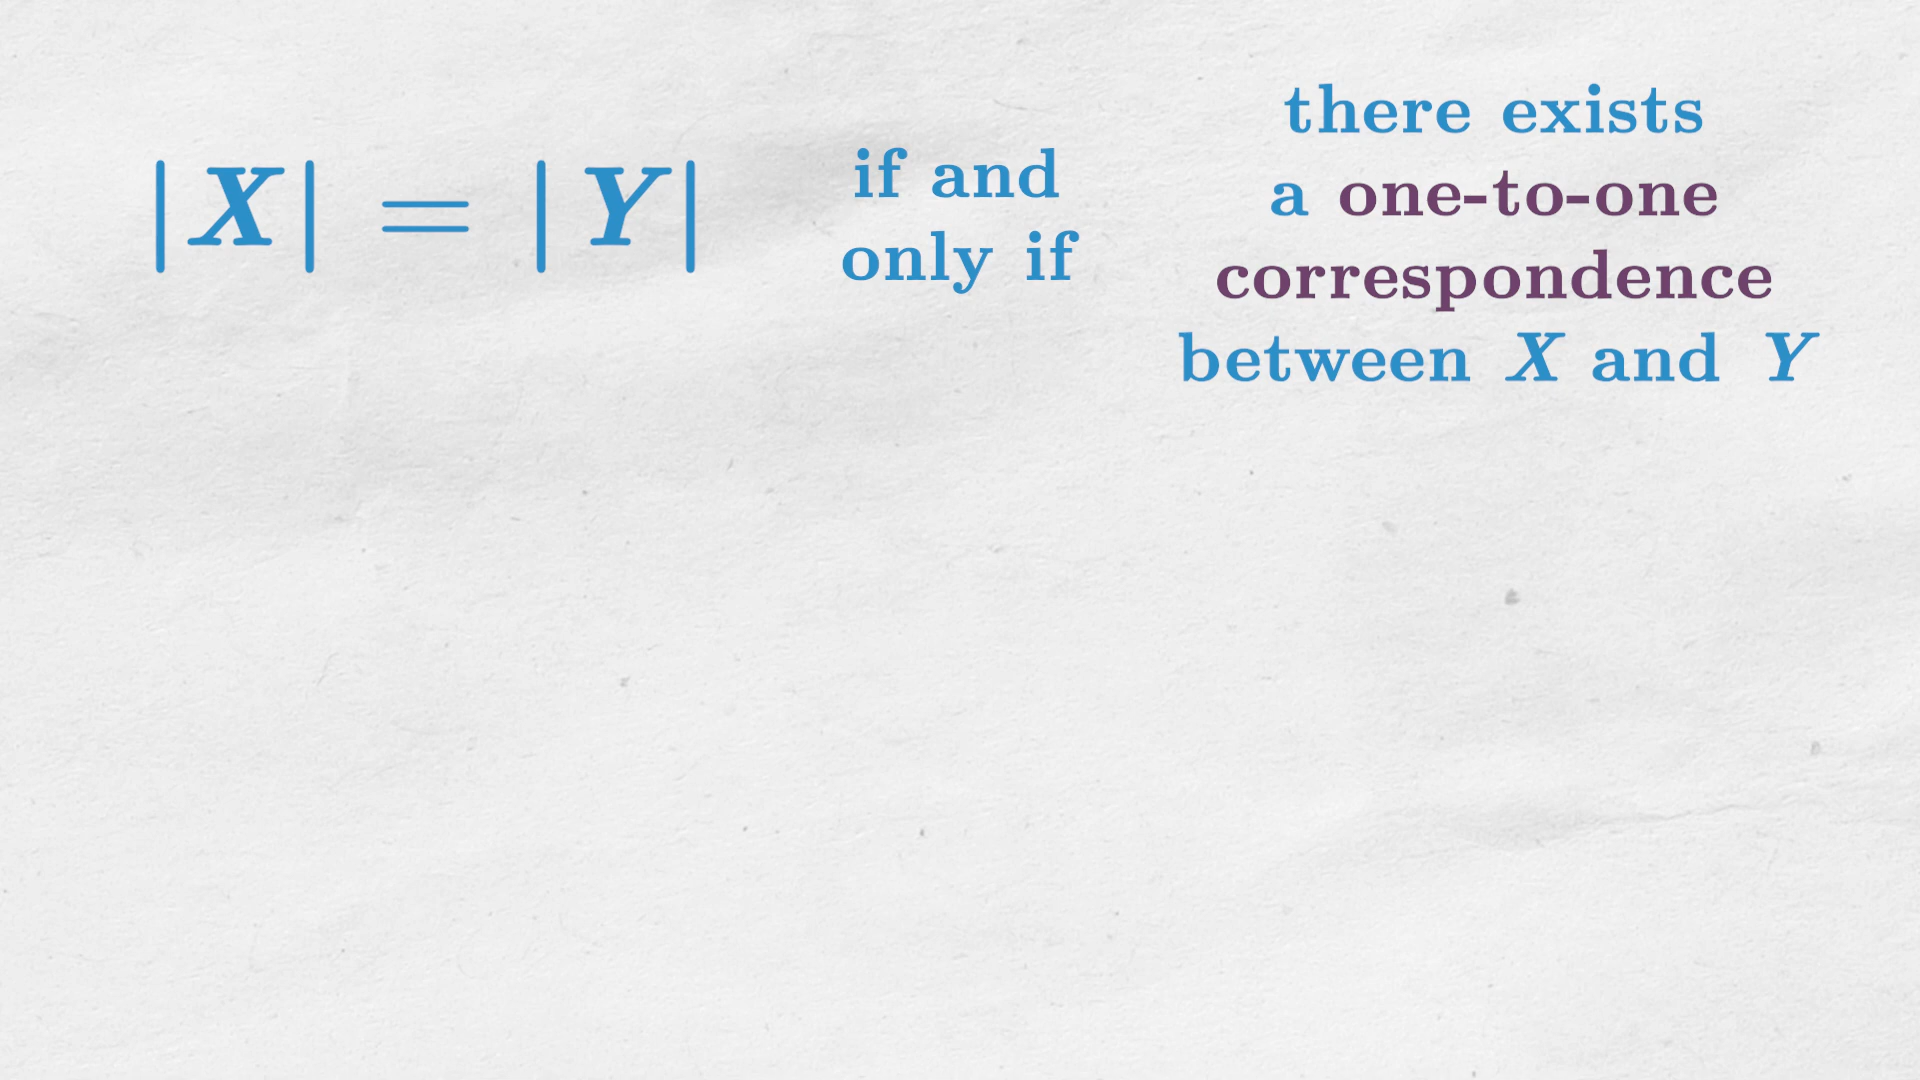 |X| = |Y|
if and
only if
there exists
a one-to-one
correspondence
between X and Y